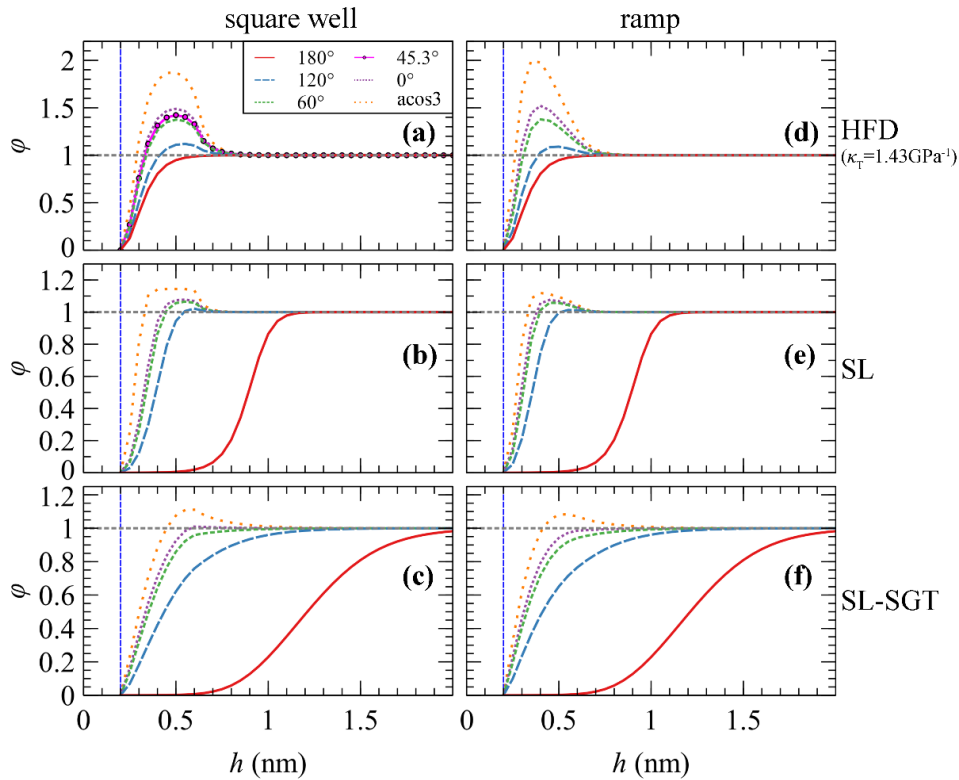 square well
ramp
180°
45.3°
120°
0°
60°
acos3
φ
2
1.5
1
0.5
0
(a)
(d)
HFD
(κT=1.43GPa-1)
φ
1.2
1
0.8
0.6
0.4
0.2
0
(b)
(e)
SL
φ
1.2
1
0.8
0.6
0.4
0.2
0
(c)
(f)
SL-SGT
0
0.5
1
1.5
0
0.5
1
1.5
h (nm)
h (nm)